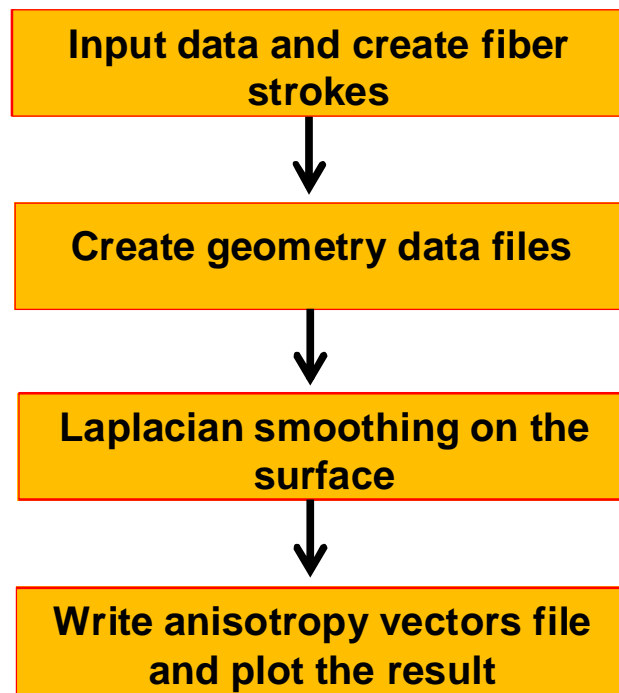 Input data and create fiber
strokes
Create geometry data files
Laplacian smoothing on the
surface
Write anisotropy vectors file
and plot the result